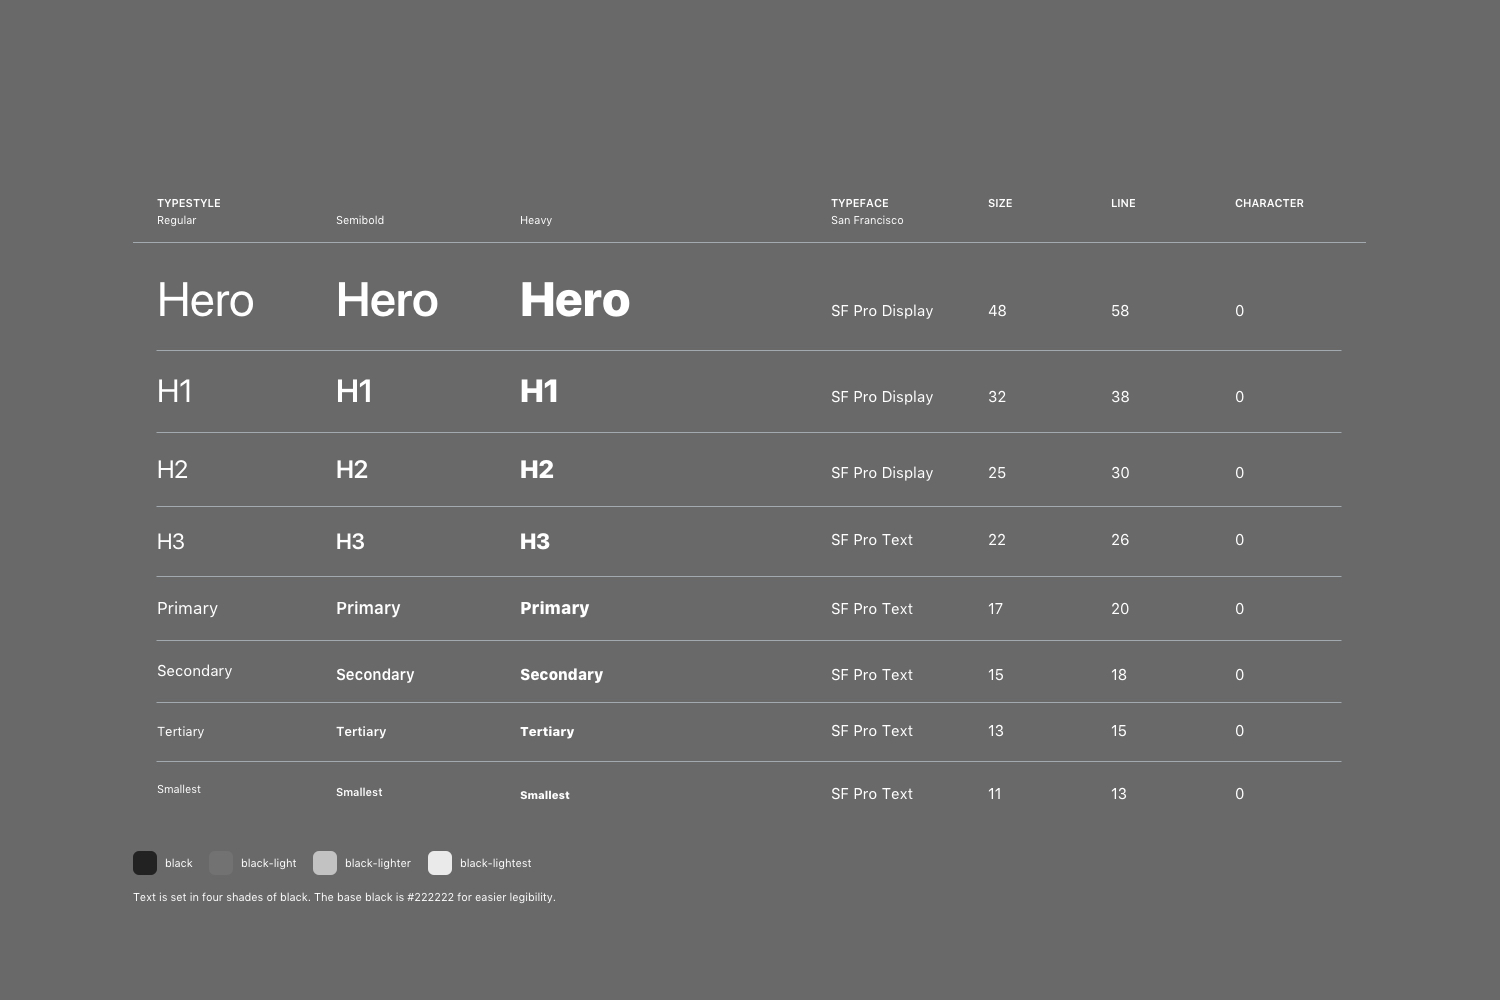 TYPESTYLE TYPEFACE SIZE LINE CHARACTER
Regular Semibold Heavy San Francisco
Hero Hero Hero SF Pro Display 48 58 0
H1 H1 H1 SF Pro Display 32 38 0
H2 H2 H2 SF Pro Display 25 30 0
H3 H3 H3 SF Pro Text 22 26 0
Primary Primary Primary SF Pro Text 17 20 0
Secondary Secondary Secondary SF Pro Text 15 18 0
Tertiary Tertiary Tertiary SF Pro Text 13 15 0
Smallest Smallest Smallest SF Pro Text 11 13 0
black black-light black-lighter black-lightest
Text is set in four shades of black. The base black is #222222 for easier legibility.